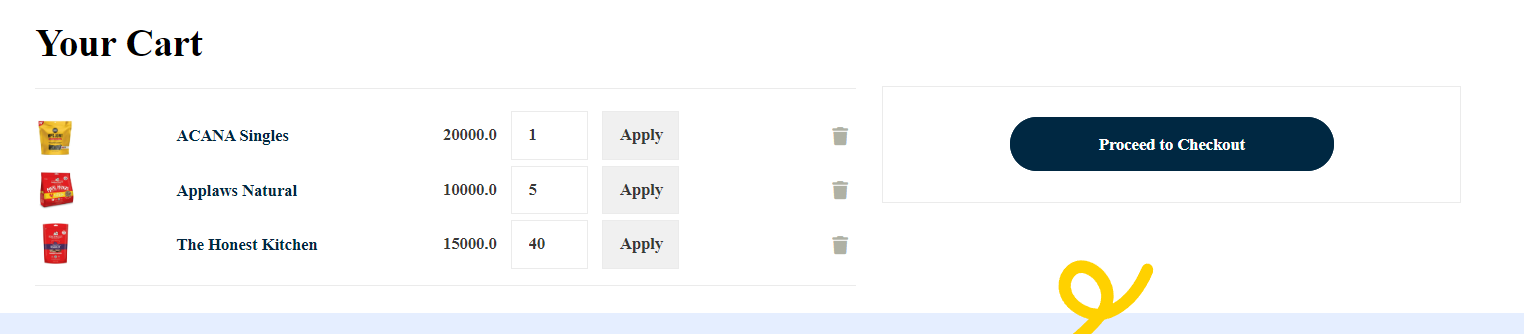 Your Cart
ACANA Singles 20000.0 1 Apply
Proceed to Checkout
Applaws Natural 10000.0 5 Apply
The Honest Kitchen 15000.0 40 Apply